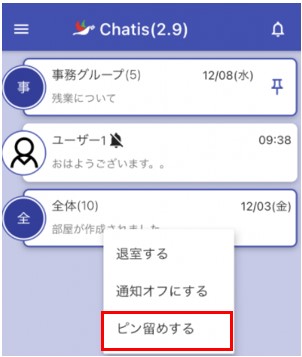 Chatis(2.9)
事
事務グループ(5)
12/08(水)
残業について
ユーザー1
09:38
おはようございます。。
全
全体(10)
12/03(金)
部屋が作成されました
退室する
通知オフにする
ピン留めする